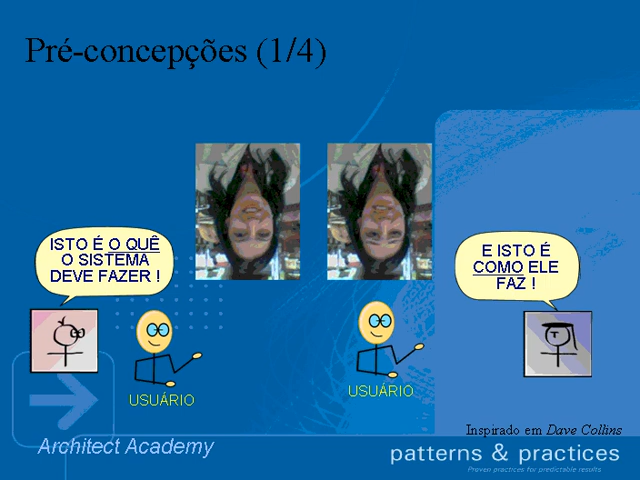 Pré-concepções (1/4)
ISTO É O QUÊ
O SISTEMA
DEVE FAZER !
E ISTO É
COMO ELE
FAZ !
USUÁRIO
USUÁRIO
Inspirado em Dave Collins
Architect Academy
patterns & practices
Proven practices for predictable results